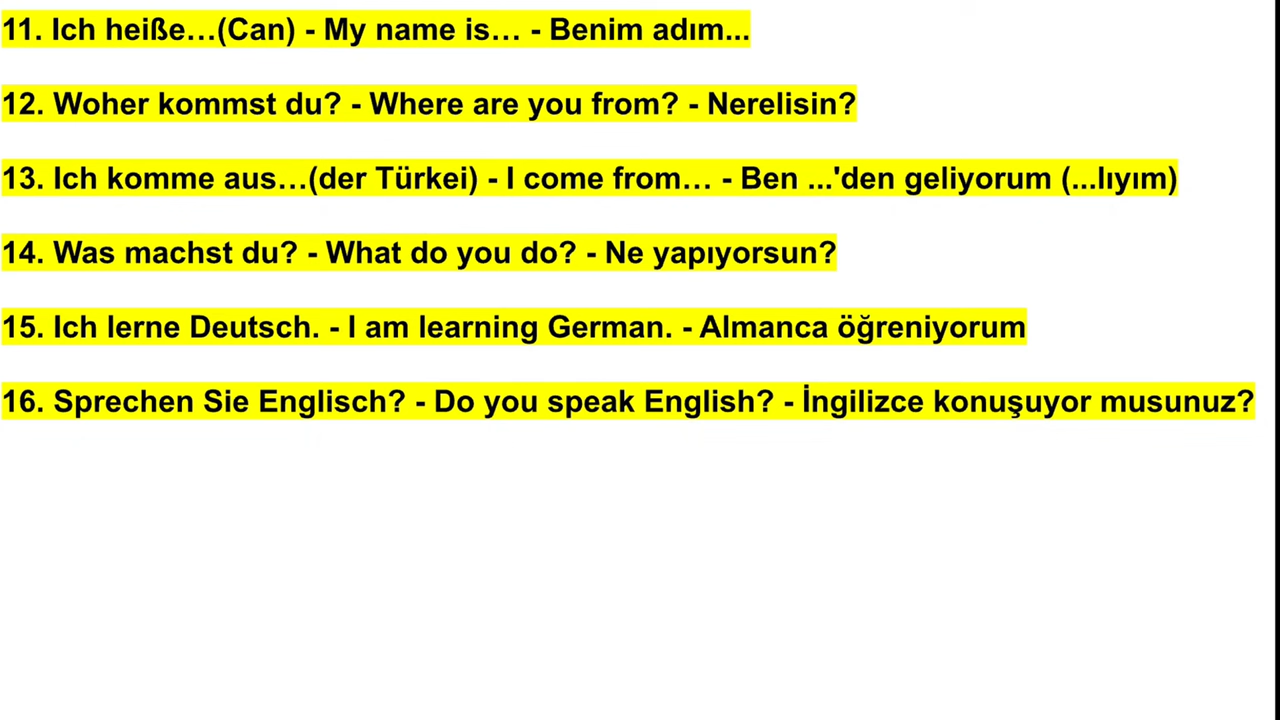 11. Ich heiße…(Can) - My name is… - Benim adım...
12. Woher kommst du? - Where are you from? - Nerelisin?
13. Ich komme aus…(der Türkei) - I come from… - Ben ...'den geliyorum (...lıyım)
14. Was machst du? - What do you do? - Ne yapıyorsun?
15. Ich lerne Deutsch. - I am learning German. - Almanca öğreniyorum
16. Sprechen Sie Englisch? - Do you speak English? - İngilizce konuşuyor musunuz?